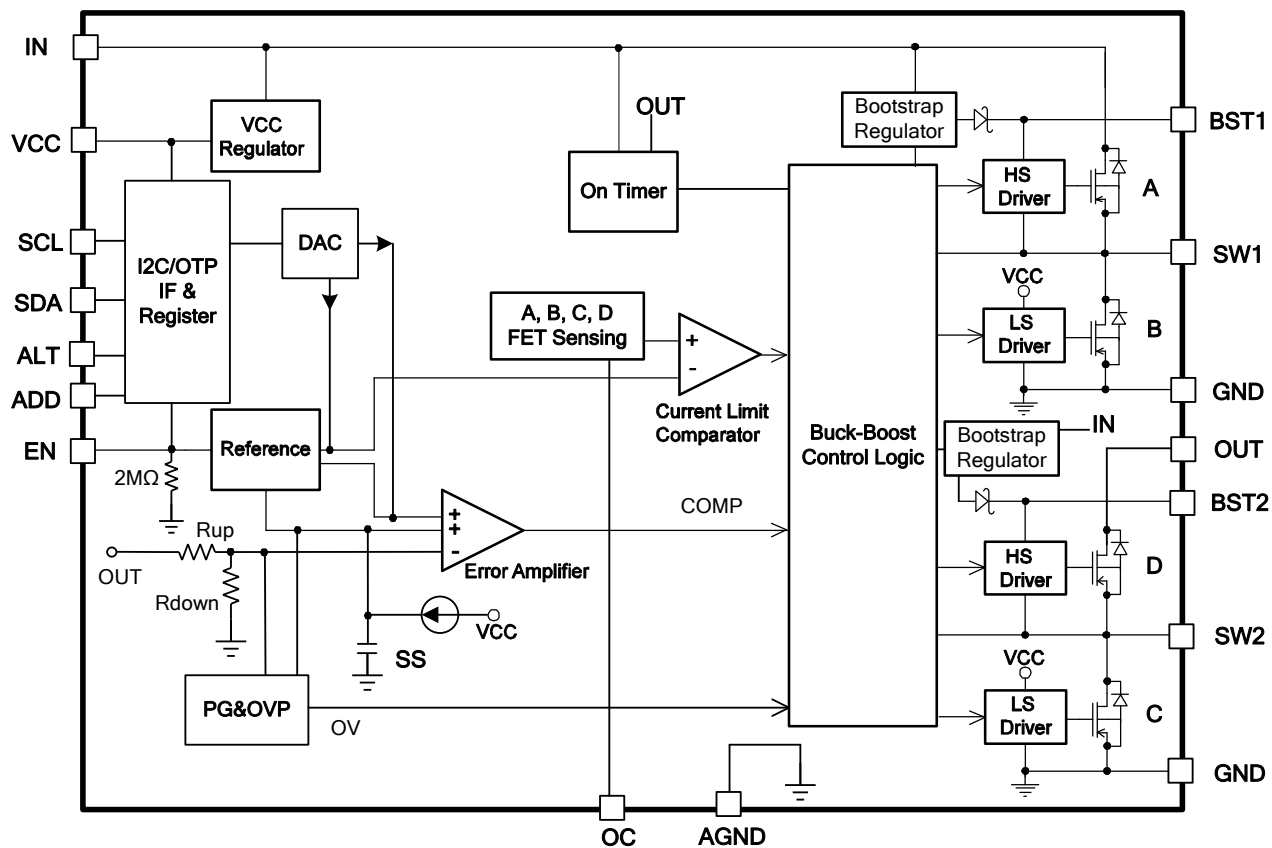 IN
VCC
SCL
SDA
ALT
ADD
EN
VCC
Regulator
I2C/OTP
IF &
Register
DAC
Reference
2MΩ
Rup
OUT
Rdown
PG&OVP
OV
SS
VCC
+
+
-
Error Amplifier
COMP
OUT
On Timer
A, B, C, D
FET Sensing
+
-
Current Limit
Comparator
Buck-Boost
Control Logic
Bootstrap
Regulator
HS
Driver
A
VCC
LS
Driver
B
Bootstrap
Regulator
IN
HS
Driver
D
VCC
LS
Driver
C
BST1
SW1
GND
OUT
BST2
SW2
GND
OC
AGND